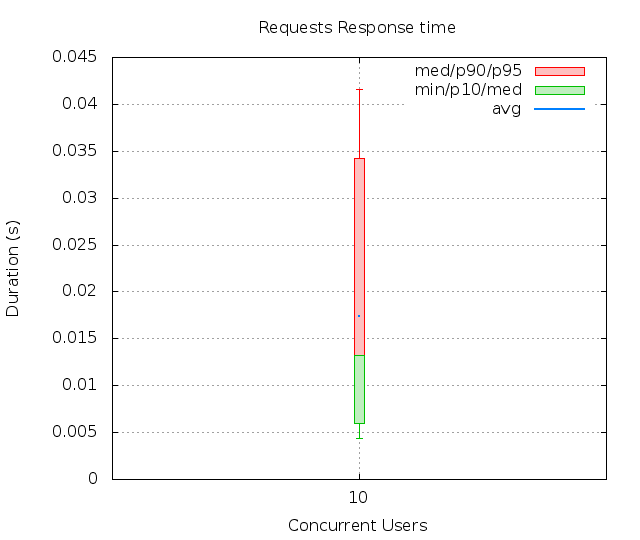 Requests Response time
0.045
0.04
0.035
0.03
0.025
0.02
0.015
0.01
0.005
0
med/p90/p95
min/p10/med
avg
Duration (s)
10
Concurrent Users